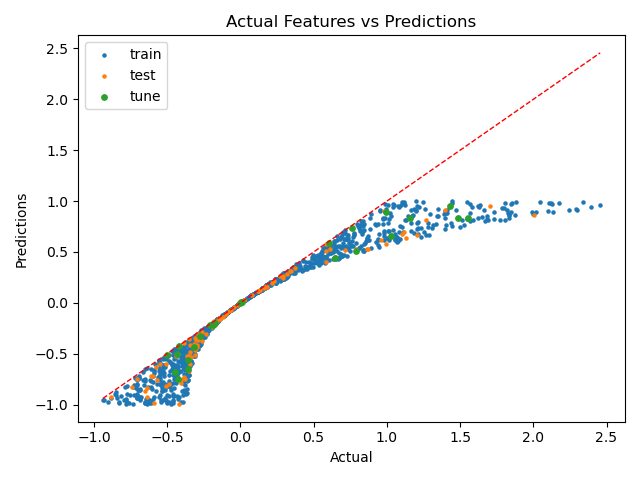 Actual Features vs Predictions
train
test
tune
2.5
2.0
1.5
1.0
0.5
0.0
−0.5
−1.0
Predictions
−1.0 −0.5 0.0 0.5 1.0 1.5 2.0 2.5
Actual